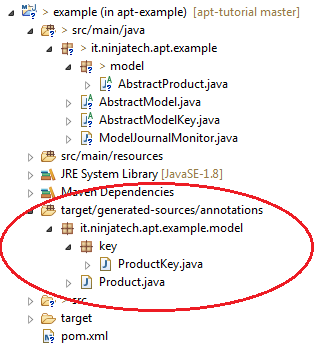 > example (in apt-example) [apt-tutorial master]
> src/main/java
> it.ninjatech.apt.example
> model
> AbstractProduct.java
> AbstractModel.java
> AbstractModelKey.java
> ModelJournalMonitor.java
src/main/resources
JRE System Library [JavaSE-1.8]
Maven Dependencies
target/generated-sources/annotations
it.ninjatech.apt.example.model
key
ProductKey.java
Product.java
> src
target
pom.xml